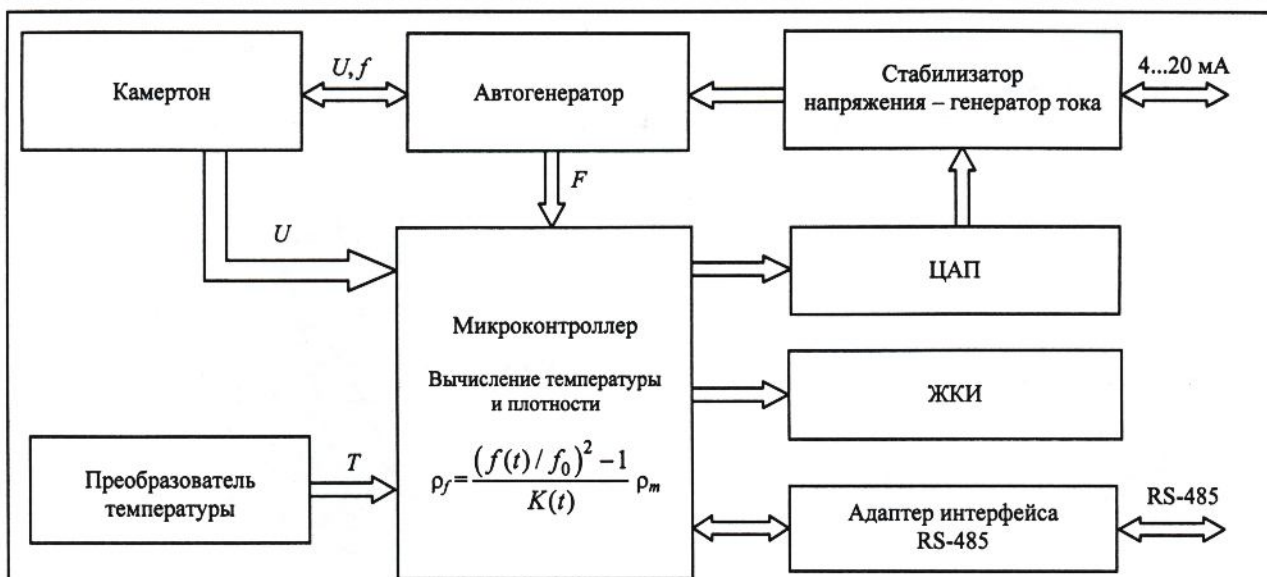 Камертон
U, f
Автогенератор
Стабилизатор
напряжения – генератор тока
4...20 мА
F
U
ЦАП
Микроконтроллер
Вычисление температуры
и плотности
ρf = (f(t) / f0)² −1 / K(t) ρm
ЖКИ
Преобразователь
температуры
T
Адаптер интерфейса
RS-485
RS-485